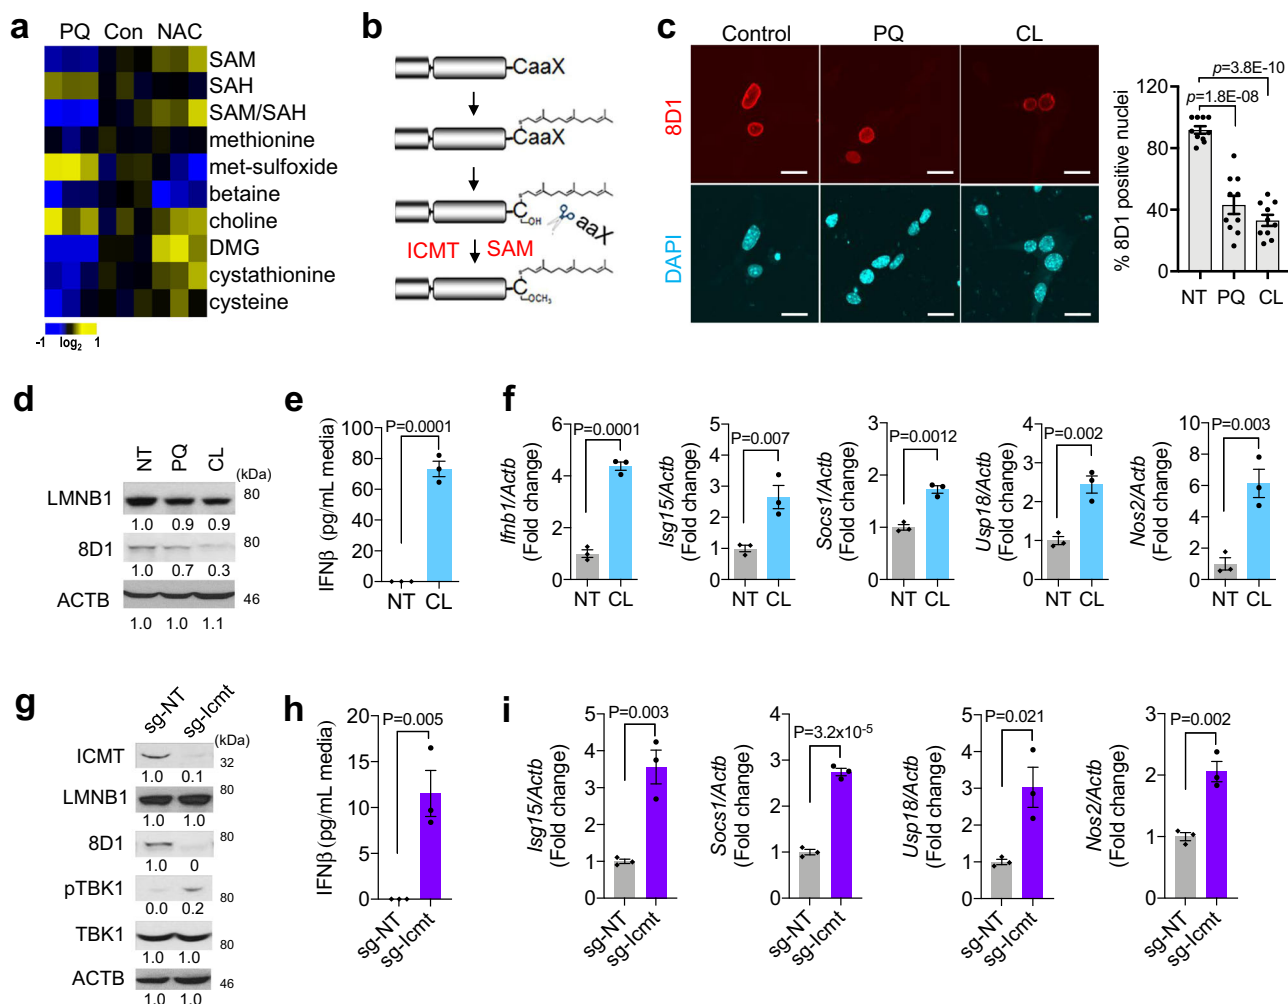 a
PQ Con NAC
SAM
SAH
SAM/SAH
methionine
met-sulfoxide
betaine
choline
DMG
cystathionine
cysteine
-1 log2 1
b
CaaX
CaaX
C
OH
aaX
ICMT SAM
C
OCH3
c
Control PQ CL
8D1
DAPI
% 8D1 positive nuclei
120
80
40
0
p=3.8E-10
p=1.8E-08
NT PQ CL
d
NT PQ CL
(kDa)
LMNB1 80
1.0 0.9 0.9
8D1 80
1.0 0.7 0.3
ACTB 46
1.0 1.0 1.1
e
IFNβ (pg/mL media)
100
80
60
40
20
0
P=0.0001
NT CL
f
Ifnb1/Actb
(Fold change)
6
4
2
0
P=0.0001
NT CL
Isg15/Actb
(Fold change)
5
4
3
2
1
0
P=0.007
NT CL
Socs1/Actb
(Fold change)
3
2
1
0
P=0.0012
NT CL
Usp18/Actb
(Fold change)
4
3
2
1
0
P=0.002
NT CL
Nos2/Actb
(Fold change)
10
8
6
4
2
0
P=0.003
NT CL
g
sg-NT sg-Icmt
(kDa)
ICMT 32
1.0 0.1
LMNB1 80
1.0 1.0
8D1 80
1.0 0
pTBK1 80
0.0 0.2
TBK1 80
1.0 1.0
ACTB 46
1.0 1.0
h
IFNβ (pg/mL media)
20
15
10
5
0
P=0.005
sg-NT sg-Icmt
i
Isg15/Actb
(Fold change)
5
4
3
2
1
0
P=0.003
sg-NT sg-Icmt
Socs1/Actb
(Fold change)
4
3
2
1
0
P=3.2x10-5
sg-NT sg-Icmt
Usp18/Actb
(Fold change)
5
4
3
2
1
0
P=0.021
sg-NT sg-Icmt
Nos2/Actb
(Fold change)
3
2
1
0
P=0.002
sg-NT sg-Icmt